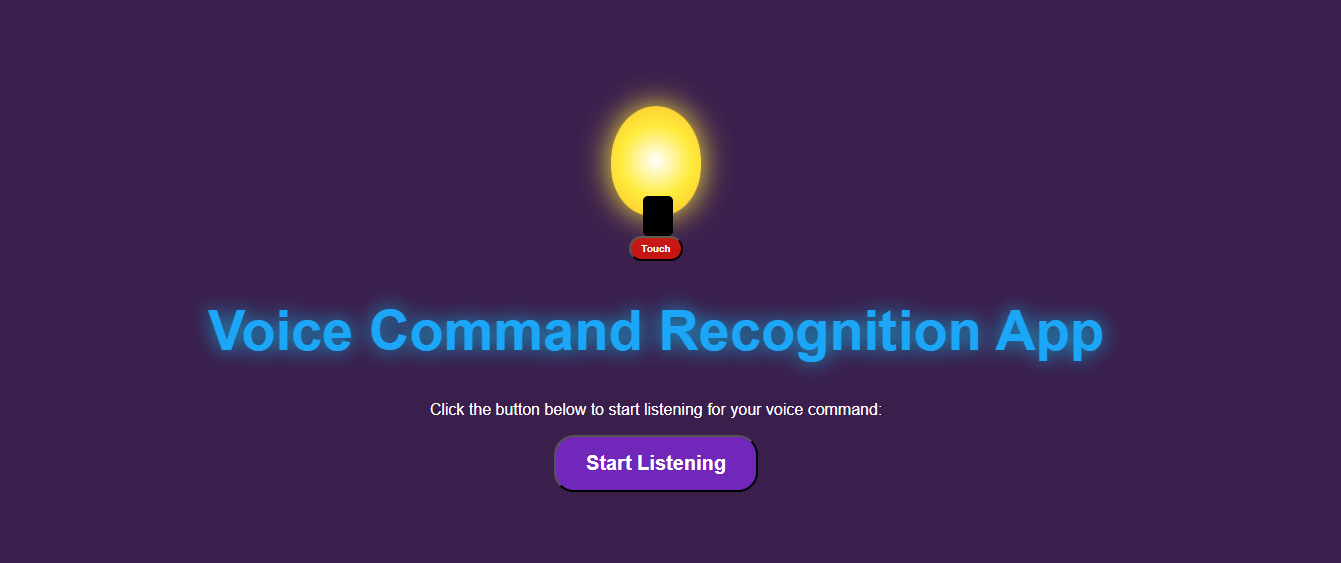 Touch
Voice Command Recognition App
Click the button below to start listening for your voice command:
Start Listening